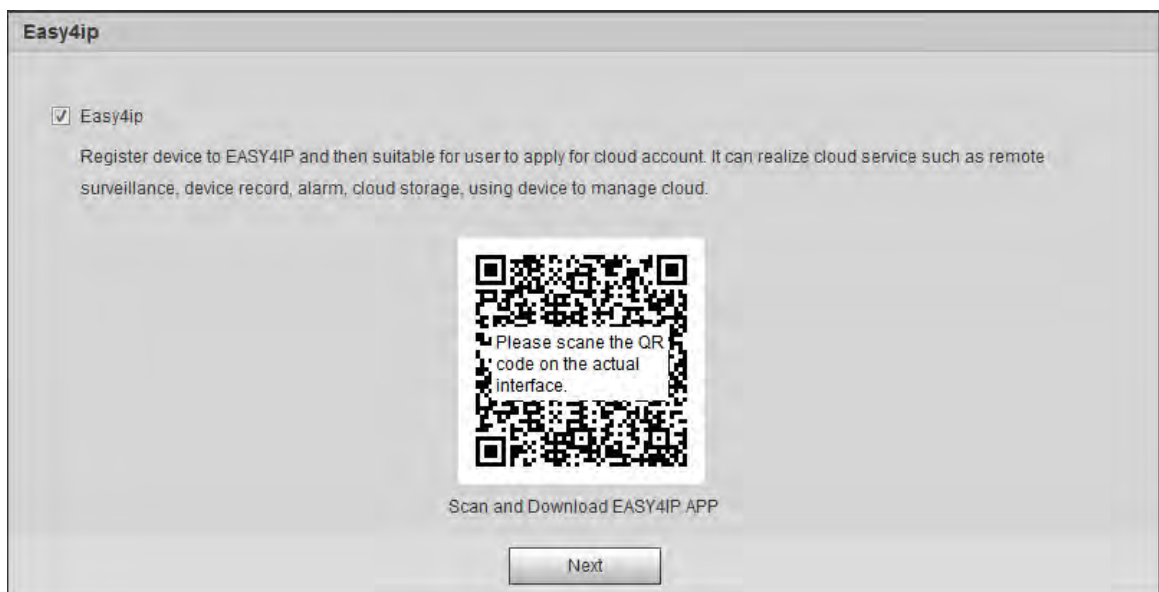 Easy4ip
Easy4ip
Register device to EASY4IP and then suitable for user to apply for cloud account. It can realize cloud service such as remote
surveillance, device record, alarm, cloud storage, using device to manage cloud.
Please scane the QR
code on the actual
interface.
Scan and Download EASY4IP APP
Next